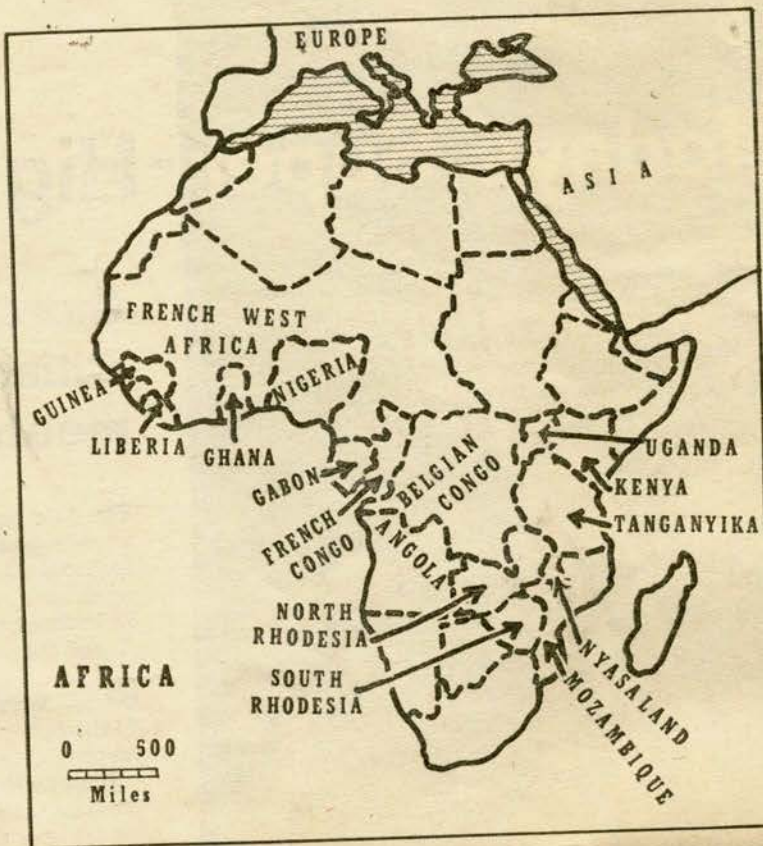 EUROPE
ASIA
FRENCH WEST
AFRICA
NIGERIA
GUINEA
LIBERIA
GHANA
GABON
FRENCH
CONGO
BELGIAN
CONGO
ANGOLA
UGANDA
KENYA
TANGANYIKA
NORTH
RHODESIA
SOUTH
RHODESIA
NYASALAND
MOZAMBIQUE
AFRICA
0 500
Miles